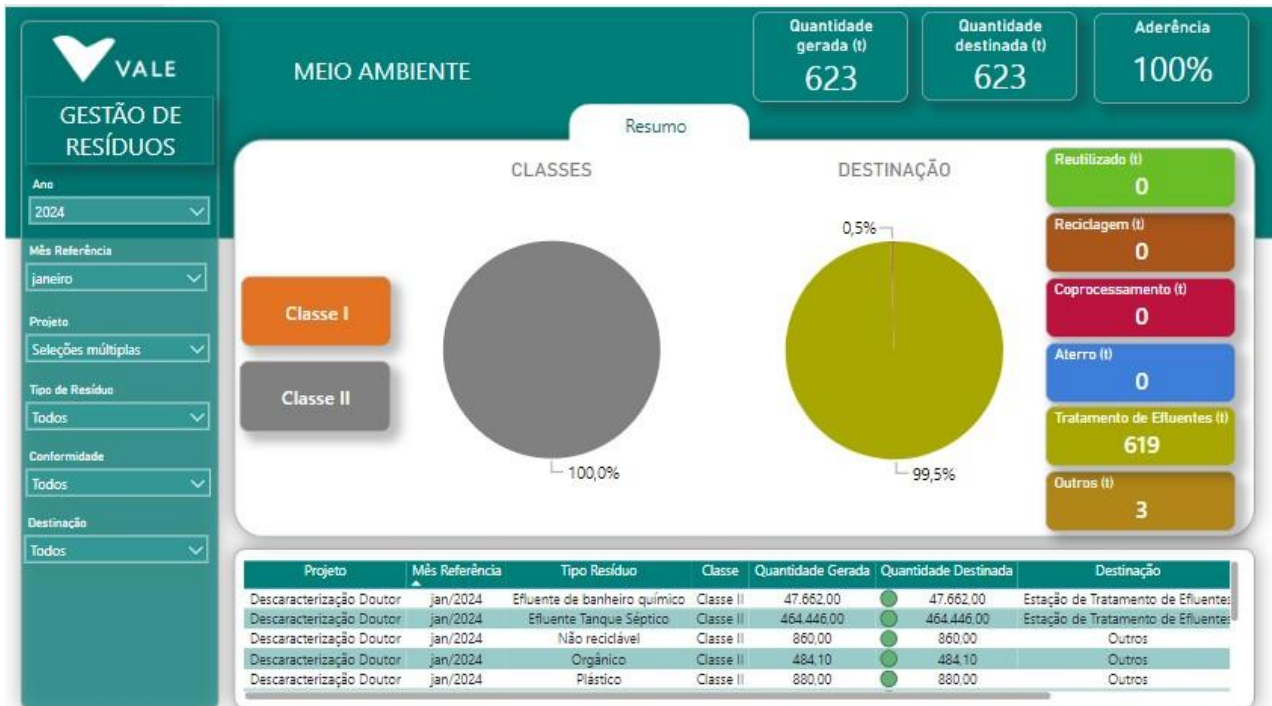 VALE
GESTÃO DE
RESÍDUOS
Ano
2024
Mês Referência
janeiro
Projeto
Seleções múltiplas
Tipo de Resíduo
Todos
Conformidade
Todos
Destinação
Todos
MEIO AMBIENTE
Quantidade
gerada (t)
623
Quantidade
destinada (t)
623
Aderência
100%
Resumo
CLASSES
Classe I
Classe II
100,0%
DESTINAÇÃO
0,5%
99,5%
Reutilizado (t)
0
Reciclagem (t)
0
Coprocessamento (t)
0
Aterro (t)
0
Tratamento de Efluentes (t)
619
Outros (t)
3
Projeto Mês Referência Tipo Resíduo Classe Quantidade Gerada Quantidade Destinada Destinação
Descaracterização Doutor jan/2024 Efluente de banheiro químico Classe II 47.662,00 47.662,00 Estação de Tratamento de Efluentes
Descaracterização Doutor jan/2024 Efluente Tanque Séptico Classe II 464.446,00 464.446,00 Estação de Tratamento de Efluentes
Descaracterização Doutor jan/2024 Não reciclável Classe II 860,00 860,00 Outros
Descaracterização Doutor jan/2024 Orgânico Classe II 484,10 484,10 Outros
Descaracterização Doutor jan/2024 Plástico Classe II 880,00 880,00 Outros